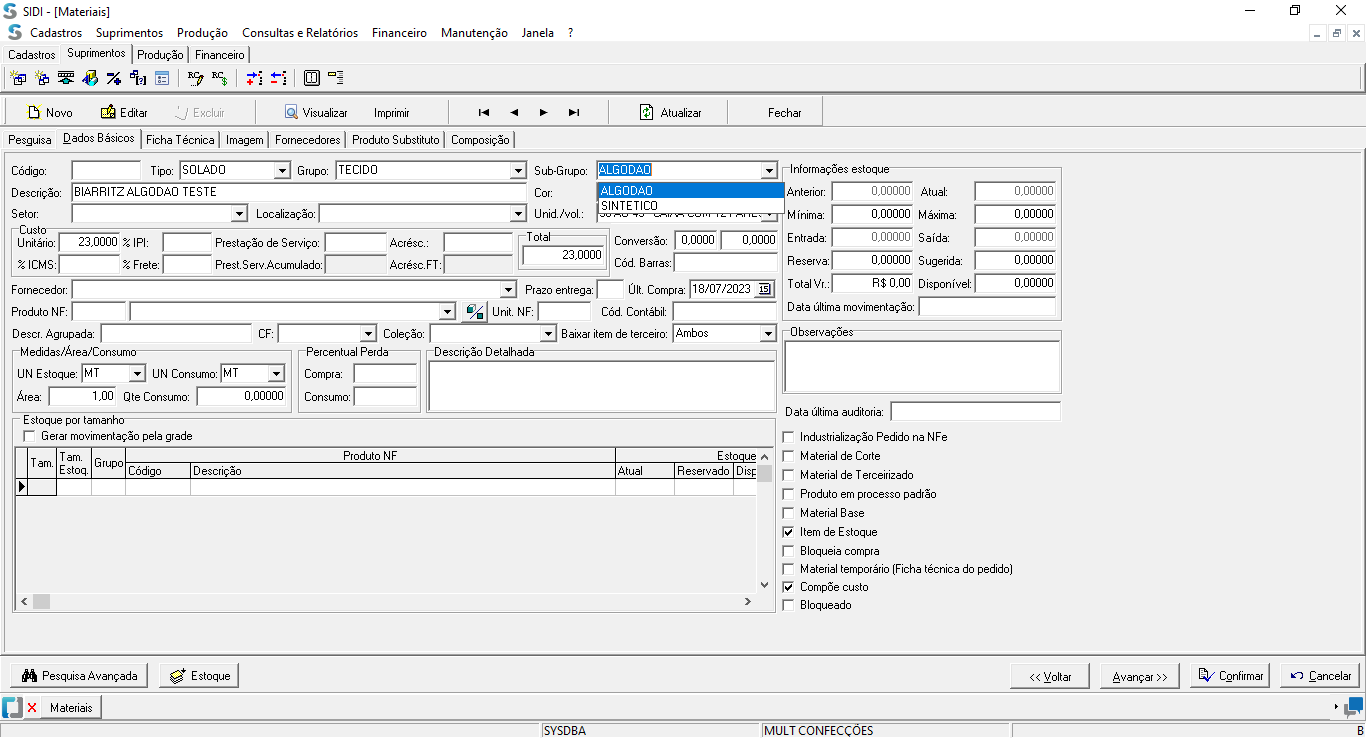 SIDI - [Materiais]
Cadastros Suprimentos Produção Consultas e Relatórios Financeiro Manutenção Janela ?
Cadastros Suprimentos Produção Financeiro
Novo Editar Excluir Visualizar Imprimir Atualizar Fechar
Pesquisa Dados Básicos Ficha Técnica Imagem Fornecedores Produto Substituto Composição
Código: Tipo: SOLADO Grupo: TECIDO Sub-Grupo: ALGODAO
Descrição: BIARRITZ ALGODAO TESTE Cor: ALGODAO
SINTETICO
Setor: Localização: Unid./vol.:
Custo
Unitário: 23,0000 % IPI: Prestação de Serviço: Acrésc.:
% ICMS: % Frete: Prest.Serv.Acumulado: Acrésc.FT:
Total
23,0000
Conversão: 0,0000 0,0000
Cód. Barras:
Fornecedor: Prazo entrega: Últ. Compra: 18/07/2023 15
Produto NF: Unit. NF: Cód. Contábil:
Descr. Agrupada: CF: Coleção: Baixar item de terceiro: Ambos
Medidas/Área/Consumo
UN Estoque: MT UN Consumo: MT
Área: 1,00 Qte Consumo: 0,00000
Percentual Perda
Compra:
Consumo:
Descrição Detalhada
Estoque por tamanho
Gerar movimentação pela grade
Tam. Tam. Estoq. Grupo Produto NF Estoque
Código Descrição Atual Reservado Disp
Informações estoque
Anterior: 0,00000 Atual: 0,00000
Mínima: 0,00000 Máxima: 0,00000
Entrada: 0,00000 Saída: 0,00000
Reserva: 0,00000 Sugerida: 0,00000
Total Vr.: R$ 0,00 Disponível: 0,00000
Data última movimentação:
Observações
Data última auditoria:
Industrialização Pedido na NFe
Material de Corte
Material de Terceirizado
Produto em processo padrão
Material Base
Item de Estoque
Bloqueia compra
Material temporário (Ficha técnica do pedido)
Compõe custo
Bloqueado
Pesquisa Avançada Estoque << Voltar Avançar >> Confirmar Cancelar
Materiais
SYSDBA MULT CONFECÇÕES B